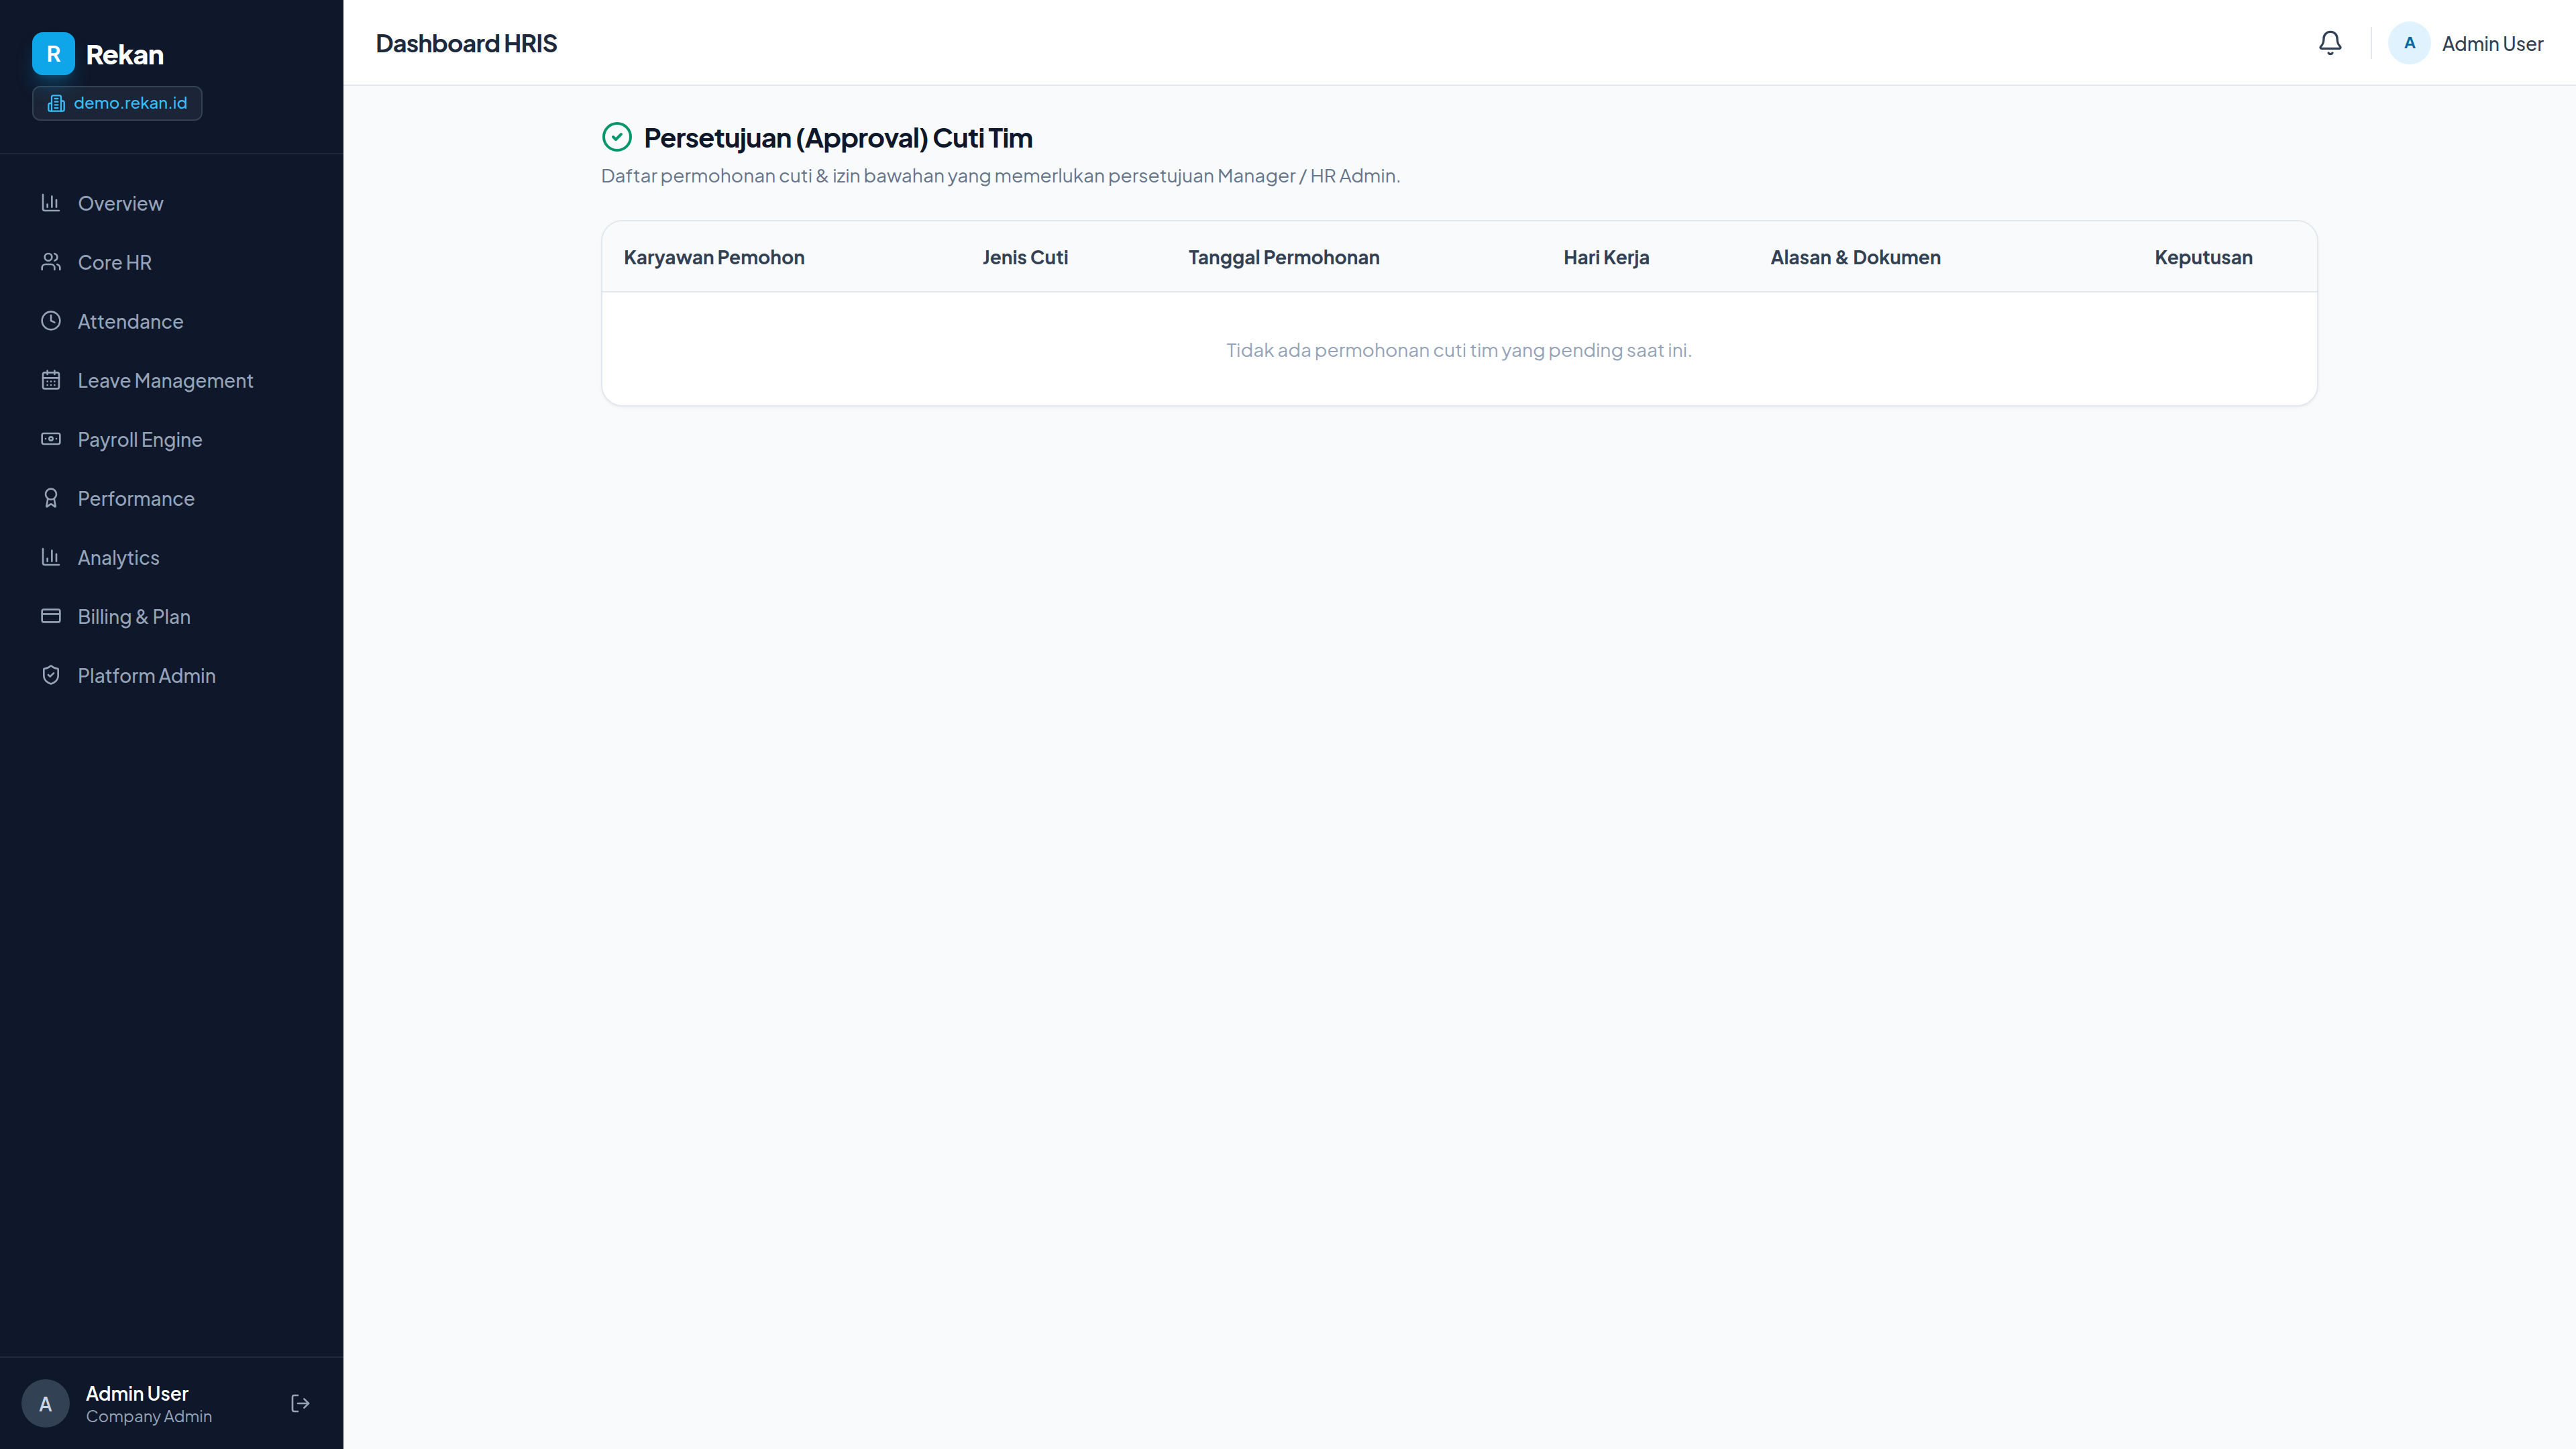 R Rekan
demo.rekan.id
Overview
Core HR
Attendance
Leave Management
Payroll Engine
Performance
Analytics
Billing & Plan
Platform Admin
A
Admin User
Company Admin
Dashboard HRIS
A Admin User
Persetujuan (Approval) Cuti Tim
Daftar permohonan cuti & izin bawahan yang memerlukan persetujuan Manager / HR Admin.
Karyawan Pemohon Jenis Cuti Tanggal Permohonan Hari Kerja Alasan & Dokumen Keputusan
Tidak ada permohonan cuti tim yang pending saat ini.